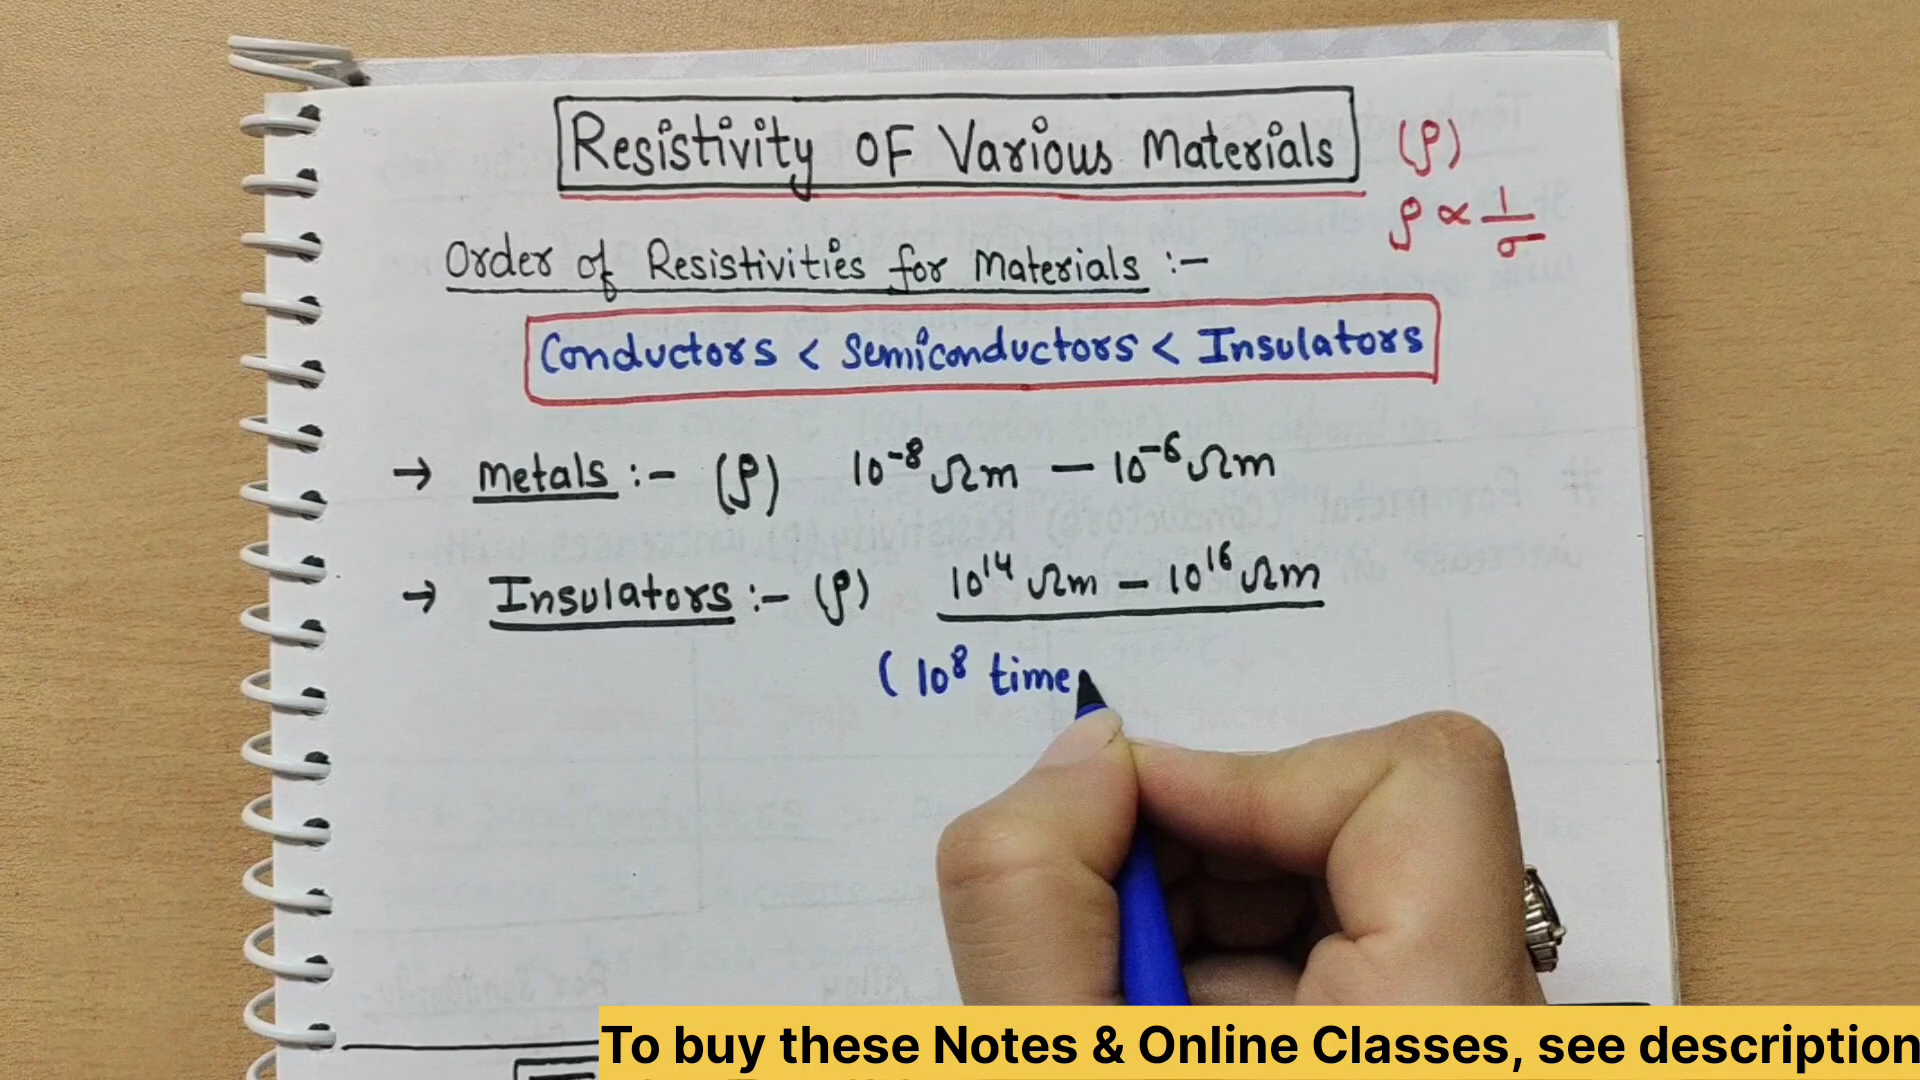 Resistivity OF Various Materials (ρ)
ρ ∝ 1/σ
Order of Resistivities for Materials :-
Conductors < Semiconductors < Insulators
→ Metals :- (ρ) 10⁻⁸ Ωm — 10⁻⁶ Ωm
→ Insulators :- (ρ) 10¹⁴ Ωm — 10¹⁶ Ωm
( 10⁸ time
To buy these Notes & Online Classes, see description